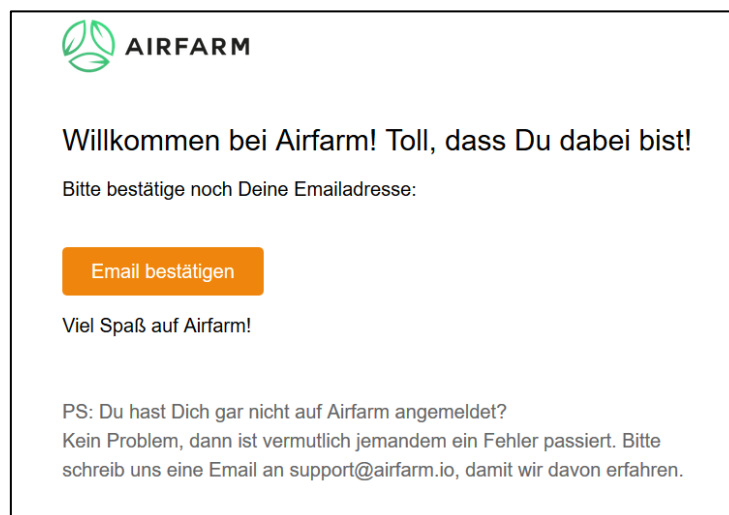 AIRFARM
Willkommen bei Airfarm! Toll, dass Du dabei bist!
Bitte bestätige noch Deine Emailadresse:
Email bestätigen
Viel Spaß auf Airfarm!
PS: Du hast Dich gar nicht auf Airfarm angemeldet?
Kein Problem, dann ist vermutlich jemandem ein Fehler passiert. Bitte
schreib uns eine Email an support@airfarm.io, damit wir davon erfahren.